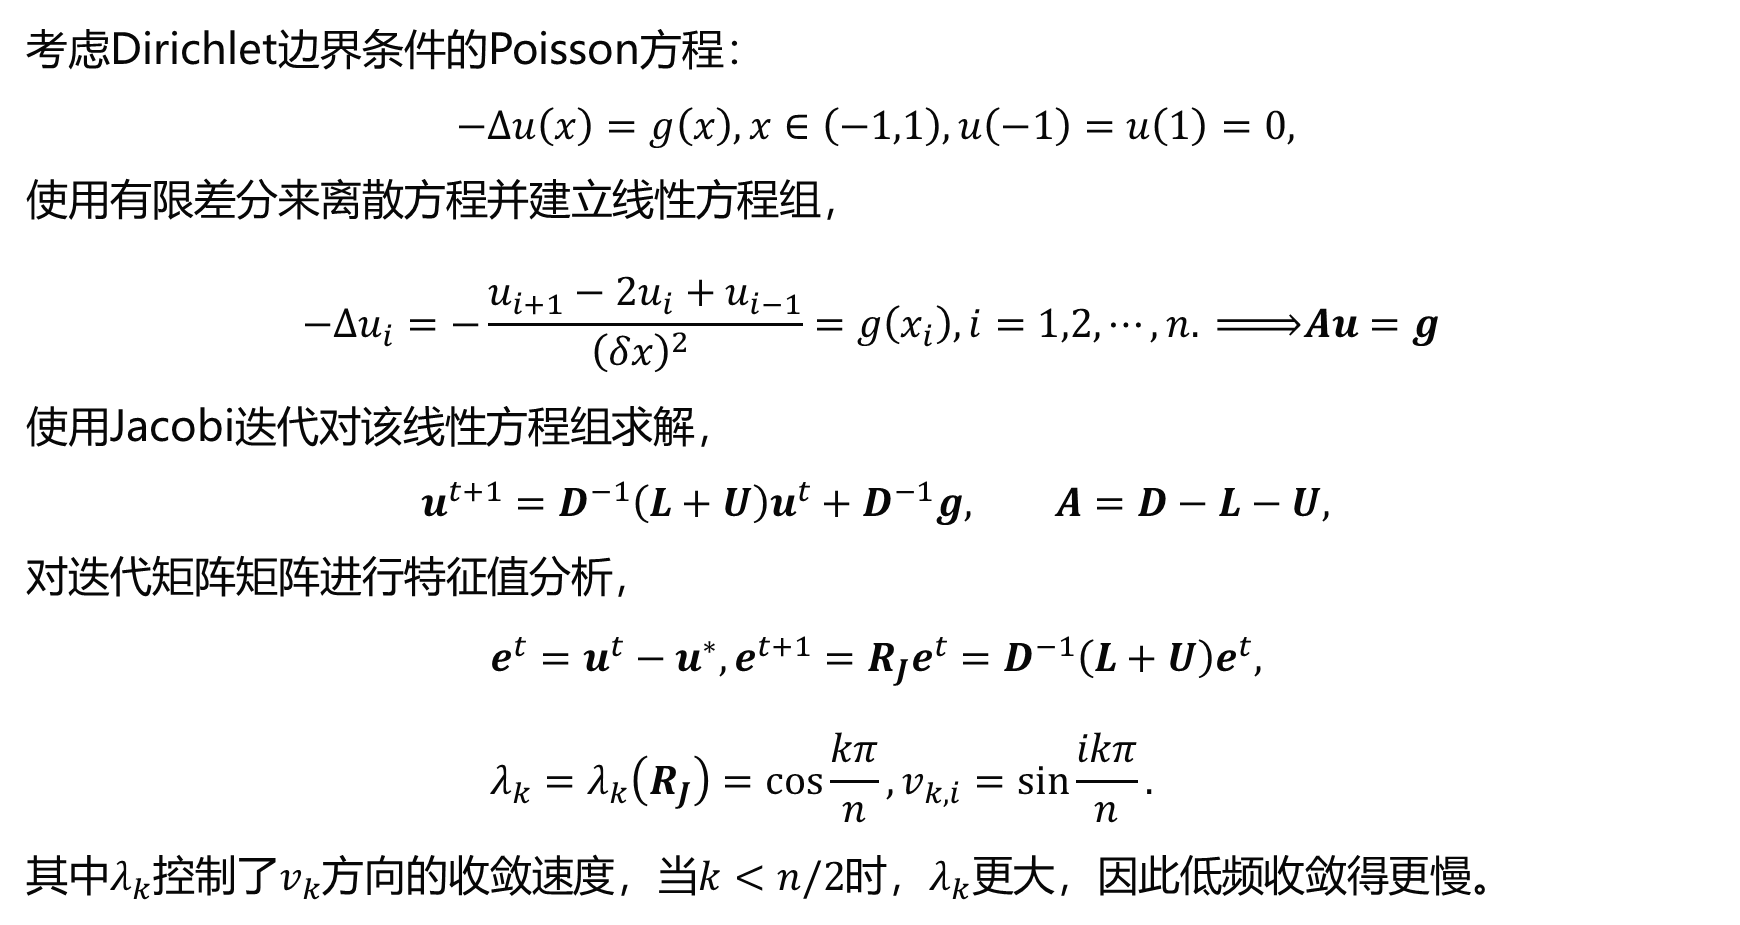 考虑Dirichlet边界条件的Poisson方程：
−Δu(x) = g(x), x ∈ (−1,1), u(−1) = u(1) = 0,
使用有限差分来离散方程并建立线性方程组，
−Δu_i = −\frac{u_{i+1} − 2u_i + u_{i−1}}{(δx)^2} = g(x_i), i = 1,2,⋯,n. ⟹ Au = g
使用Jacobi迭代对该线性方程组求解，
u^{t+1} = D^{−1}(L + U)u^t + D^{−1}g, A = D − L − U,
对迭代矩阵矩阵进行特征值分析，
e^t = u^t − u^*, e^{t+1} = R_J e^t = D^{−1}(L + U)e^t,
λ_k = λ_k(R_J) = cos\frac{kπ}{n}, v_{k,i} = sin\frac{ikπ}{n}.
其中λ_k控制了v_k方向的收敛速度，当k < n/2时，λ_k更大，因此低频收敛得更慢。